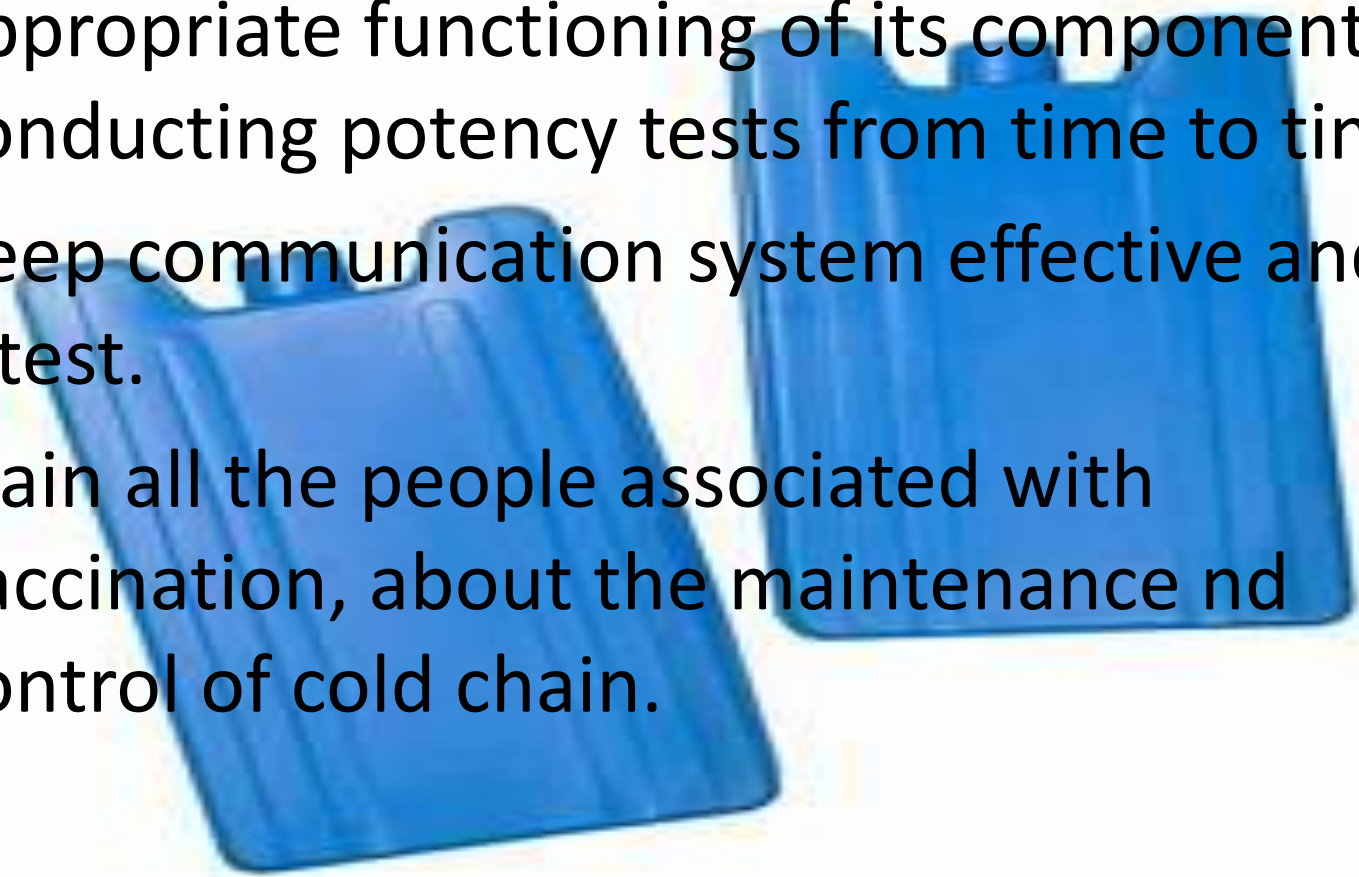 ppropriate functioning of its component
onducting potency tests from time to tin
eep communication system effective and
test.
ain all the people associated with
accination, about the maintenance nd
ontrol of cold chain.